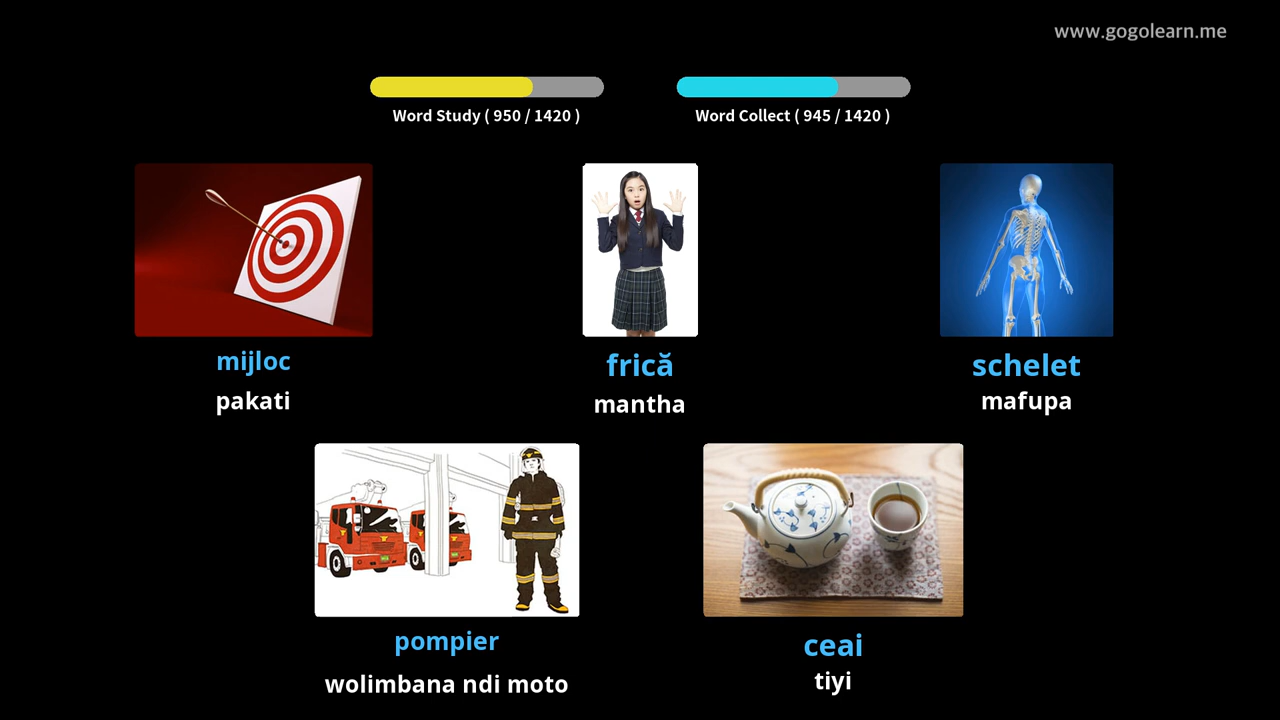 www.gogolearn.me
Word Study ( 950 / 1420 )
Word Collect ( 945 / 1420 )
mijloc
pakati
frică
mantha
schelet
mafupa
pompier
wolimbana ndi moto
ceai
tiyi